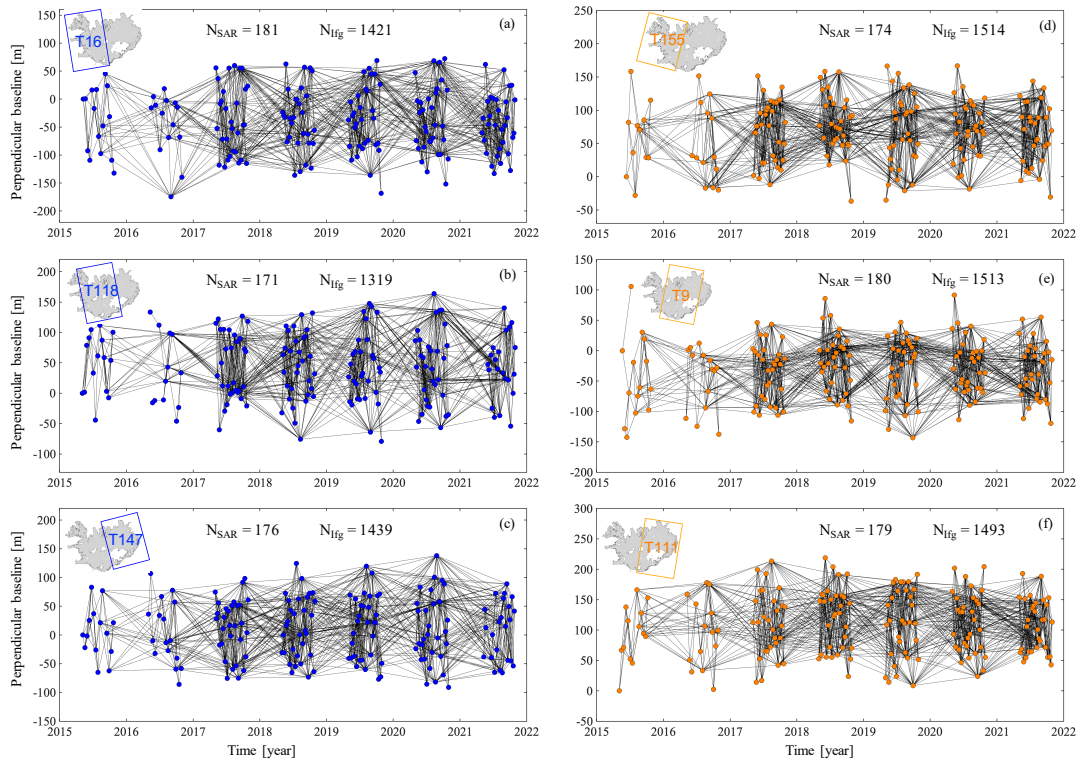 150
100
50
0
-50
-100
-150
-200
Perpendicular baseline [m]
T16
N_SAR = 181 N_Ifg = 1421 (a)
2015 2016 2017 2018 2019 2020 2021 2022
150
100
50
0
-50
T155
N_SAR = 174 N_Ifg = 1514 (d)
2015 2016 2017 2018 2019 2020 2021 2022
200
150
100
50
0
-50
-100
Perpendicular baseline [m]
T118
N_SAR = 171 N_Ifg = 1319 (b)
2015 2016 2017 2018 2019 2020 2021 2022
150
100
50
0
-50
-100
-150
-200
T9
N_SAR = 180 N_Ifg = 1513 (e)
2015 2016 2017 2018 2019 2020 2021 2022
200
150
100
50
0
-50
-100
-150
Perpendicular baseline [m]
T147
N_SAR = 176 N_Ifg = 1439 (c)
2015 2016 2017 2018 2019 2020 2021 2022
Time [year]
300
250
200
150
100
50
0
-50
T111
N_SAR = 179 N_Ifg = 1493 (f)
2015 2016 2017 2018 2019 2020 2021 2022
Time [year]